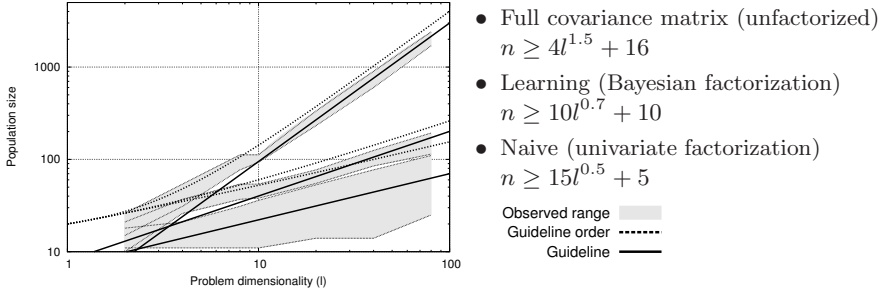 1000
100
10
1
10
100
Population size
Problem dimensionality (l)
• Full covariance matrix (unfactorized)
n ≥ 4l^1.5 + 16
• Learning (Bayesian factorization)
n ≥ 10l^0.7 + 10
• Naive (univariate factorization)
n ≥ 15l^0.5 + 5
Observed range
Guideline order
Guideline